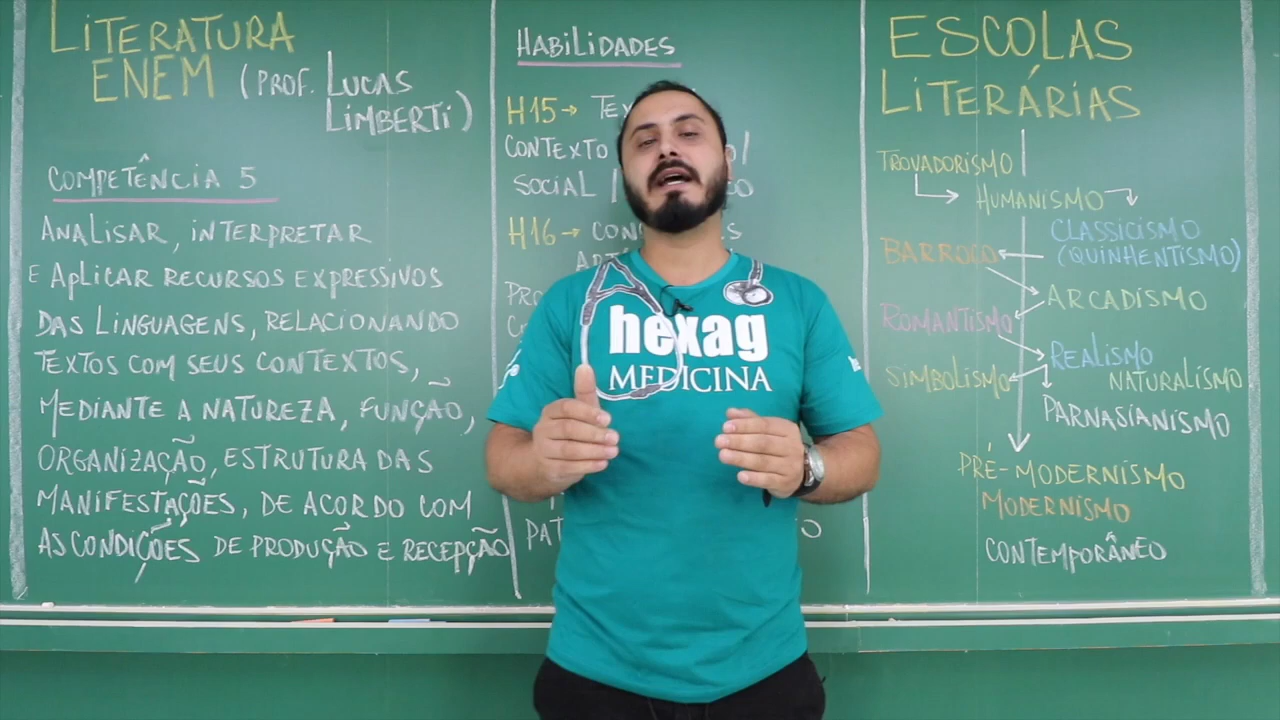 LITERATURA
ENEM (PROF. LUCAS
LIMBERTI)
COMPETÊNCIA 5
ANALISAR, INTERPRETAR
E APLICAR RECURSOS EXPRESSIVOS
DAS LINGUAGENS, RELACIONANDO
TEXTOS COM SEUS CONTEXTOS,
MEDIANTE A NATUREZA, FUNÇÃO,
ORGANIZAÇÃO, ESTRUTURA DAS
MANIFESTAÇÕES, DE ACORDO COM
AS CONDIÇÕES DE PRODUÇÃO E RECEPÇÃO
HABILIDADES
H15→
CONTEXTO
SOCIAL
H16→
hexag
MEDICINA
ESCOLAS
LITERÁRIAS
TROVADORISMO
HUMANISMO
CLASSICISMO
(QUINHENTISMO)
BARROCO
ARCADISMO
ROMANTISMO
REALISMO
NATURALISMO
SIMBOLISMO
PARNASIANISMO
PRÉ-MODERNISMO
MODERNISMO
CONTEMPORÂNEO